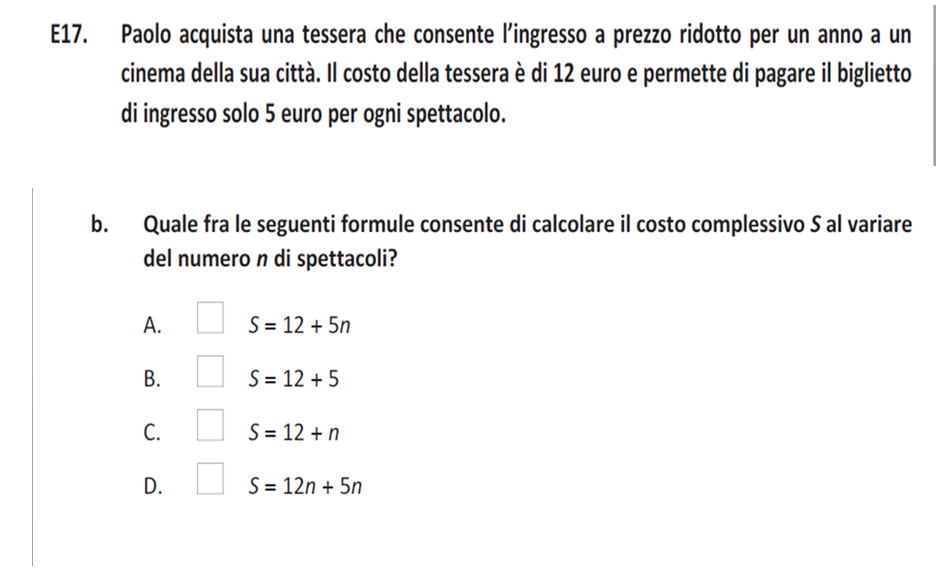 E17. Paolo acquista una tessera che consente l'ingresso a prezzo ridotto per un anno a un
cinema della sua città. Il costo della tessera è di 12 euro e permette di pagare il biglietto
di ingresso solo 5 euro per ogni spettacolo.
b. Quale fra le seguenti formule consente di calcolare il costo complessivo S al variare
del numero n di spettacoli?
A. S = 12 + 5n
B. S = 12 + 5
C. S = 12 + n
D. S = 12n + 5n